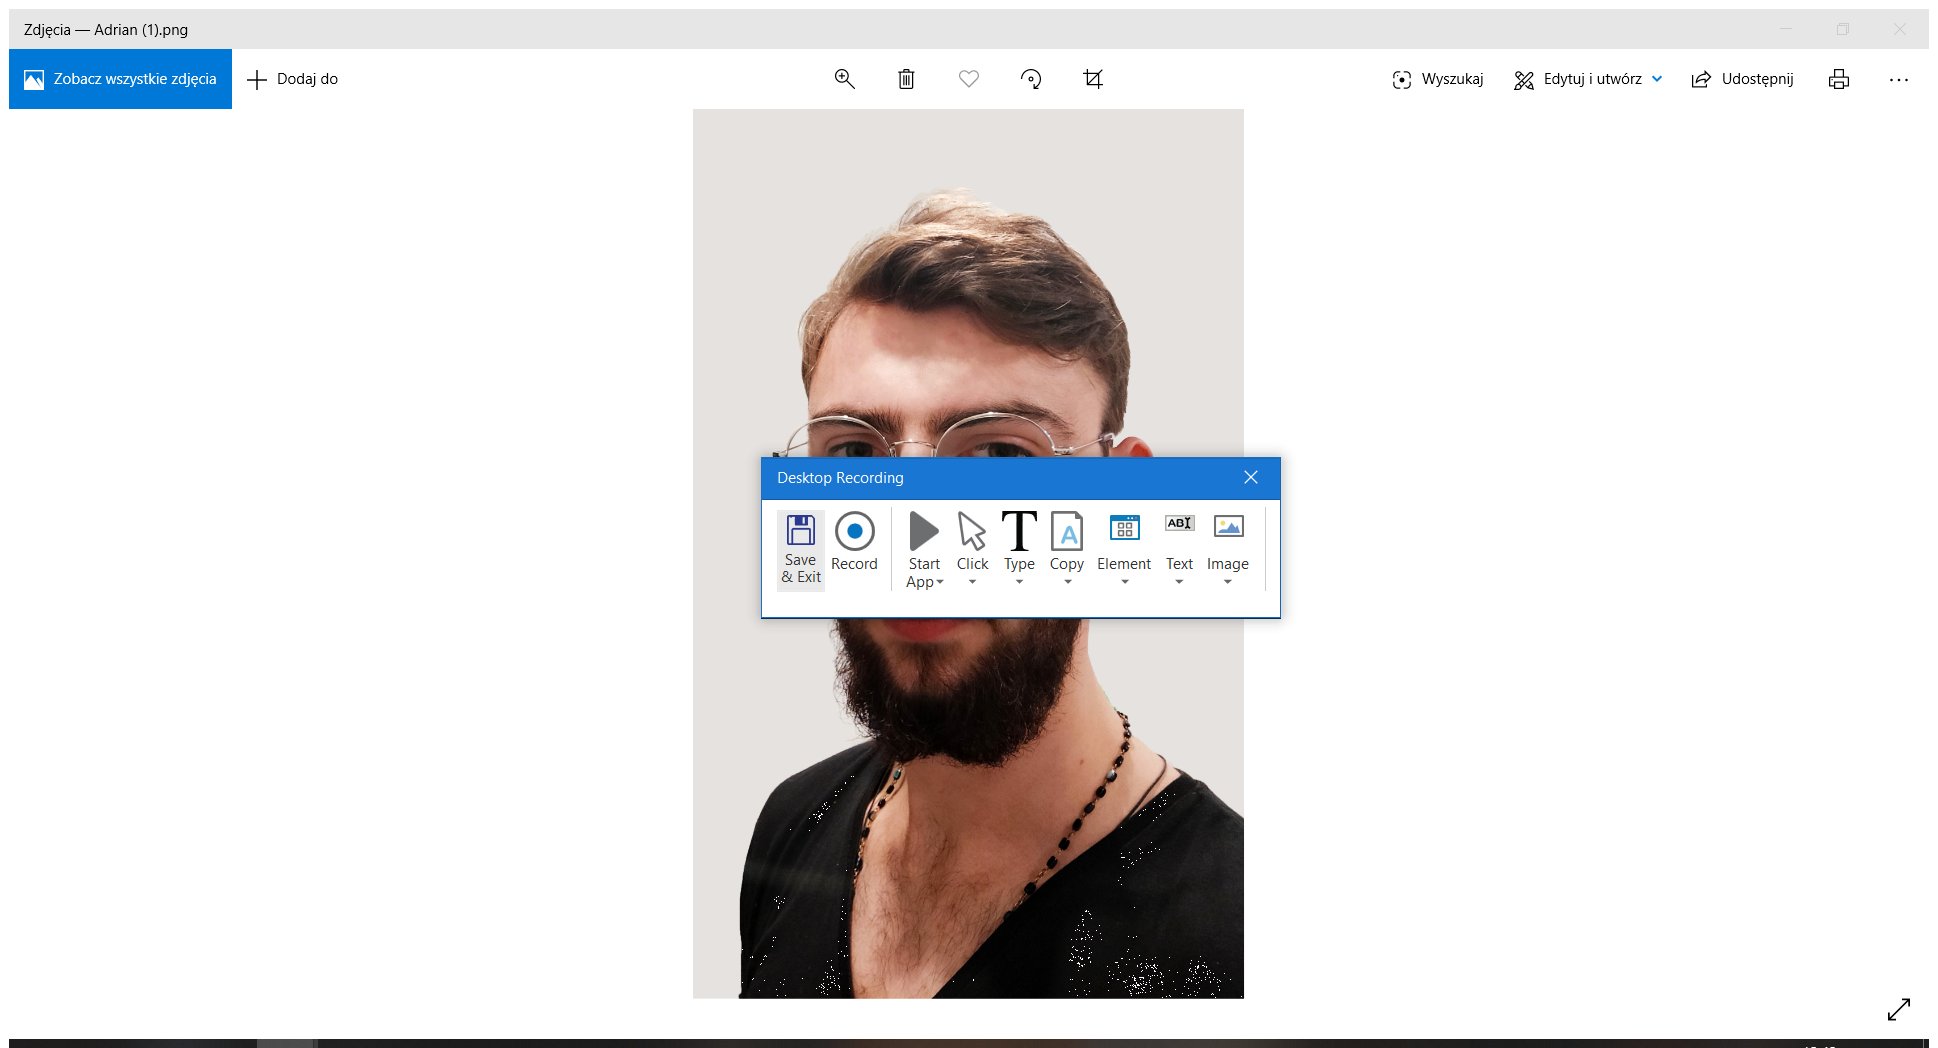 Zdjęcia — Adrian (1).png
Zobacz wszystkie zdjęcia
Dodaj do
Wyszukaj
Edytuj i utwórz
Udostępnij
Desktop Recording
Save
& Exit
Record
Start
App
Click
Type
Copy
Element
Text
Image
T
A
ABI